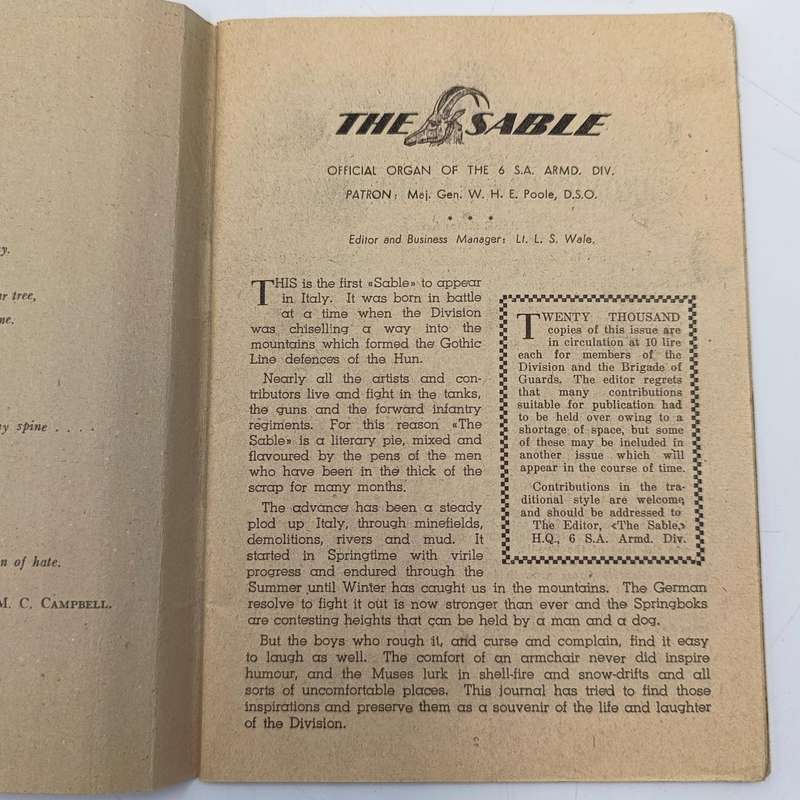 y.
r tree,
me.
y spine . . . .
n of hate.
M. C. CAMPBELL.
THE SABLE
OFFICIAL ORGAN OF THE 6 S.A. ARMD. DIV.
PATRON: Maj. Gen. W. H. E. Poole, D.S.O.
* * *
Editor and Business Manager: Lt. L. S. Wale.
THIS is the first «Sable» to appear
in Italy. It was born in battle
at a time when the Division
was chiselling a way into the
mountains which formed the Gothic
Line defences of the Hun.
Nearly all the artists and con-
tributors live and fight in the tanks,
the guns and the forward infantry
regiments. For this reason «The
Sable» is a literary pie, mixed and
flavoured by the pens of the men
who have been in the thick of the
scrap for many months.
The advance has been a steady
plod up Italy, through minefields,
demolitions, rivers and mud. It
started in Springtime with virile
progress and endured through the
Summer until Winter has caught us in the mountains. The German
resolve to fight it out is now stronger than ever and the Springboks
are contesting heights that can be held by a man and a dog.
But the boys who rough it, and curse and complain, find it easy
to laugh as well. The comfort of an armchair never did inspire
humour, and the Muses lurk in shell-fire and snow-drifts and all
sorts of uncomfortable places. This journal has tried to find those
inspirations and preserve them as a souvenir of the life and laughter
of the Division.
TWENTY THOUSAND
copies of this issue are
in circulation at 10 lire
each for members of the
Division and the Brigade of
Guards. The editor regrets
that many contributions
suitable for publication had
to be held over owing to a
shortage of space, but some
of these may be included in
another issue which will
appear in the course of time.
Contributions in the tra-
ditional style are welcome
and should be addressed to
The Editor, «The Sable,»
H.Q., 6 S.A. Armd. Div.